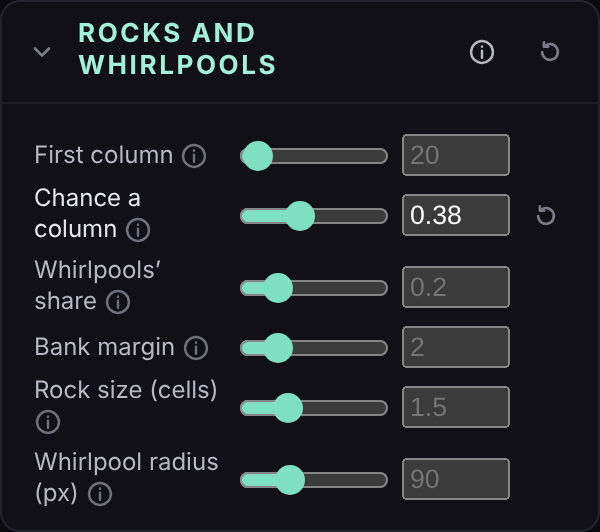 ROCKS AND
WHIRLPOOLS
First column
20
Chance a
column
0.38
Whirlpools’
share
0.2
Bank margin
2
Rock size (cells)
1.5
Whirlpool radius
(px)
90